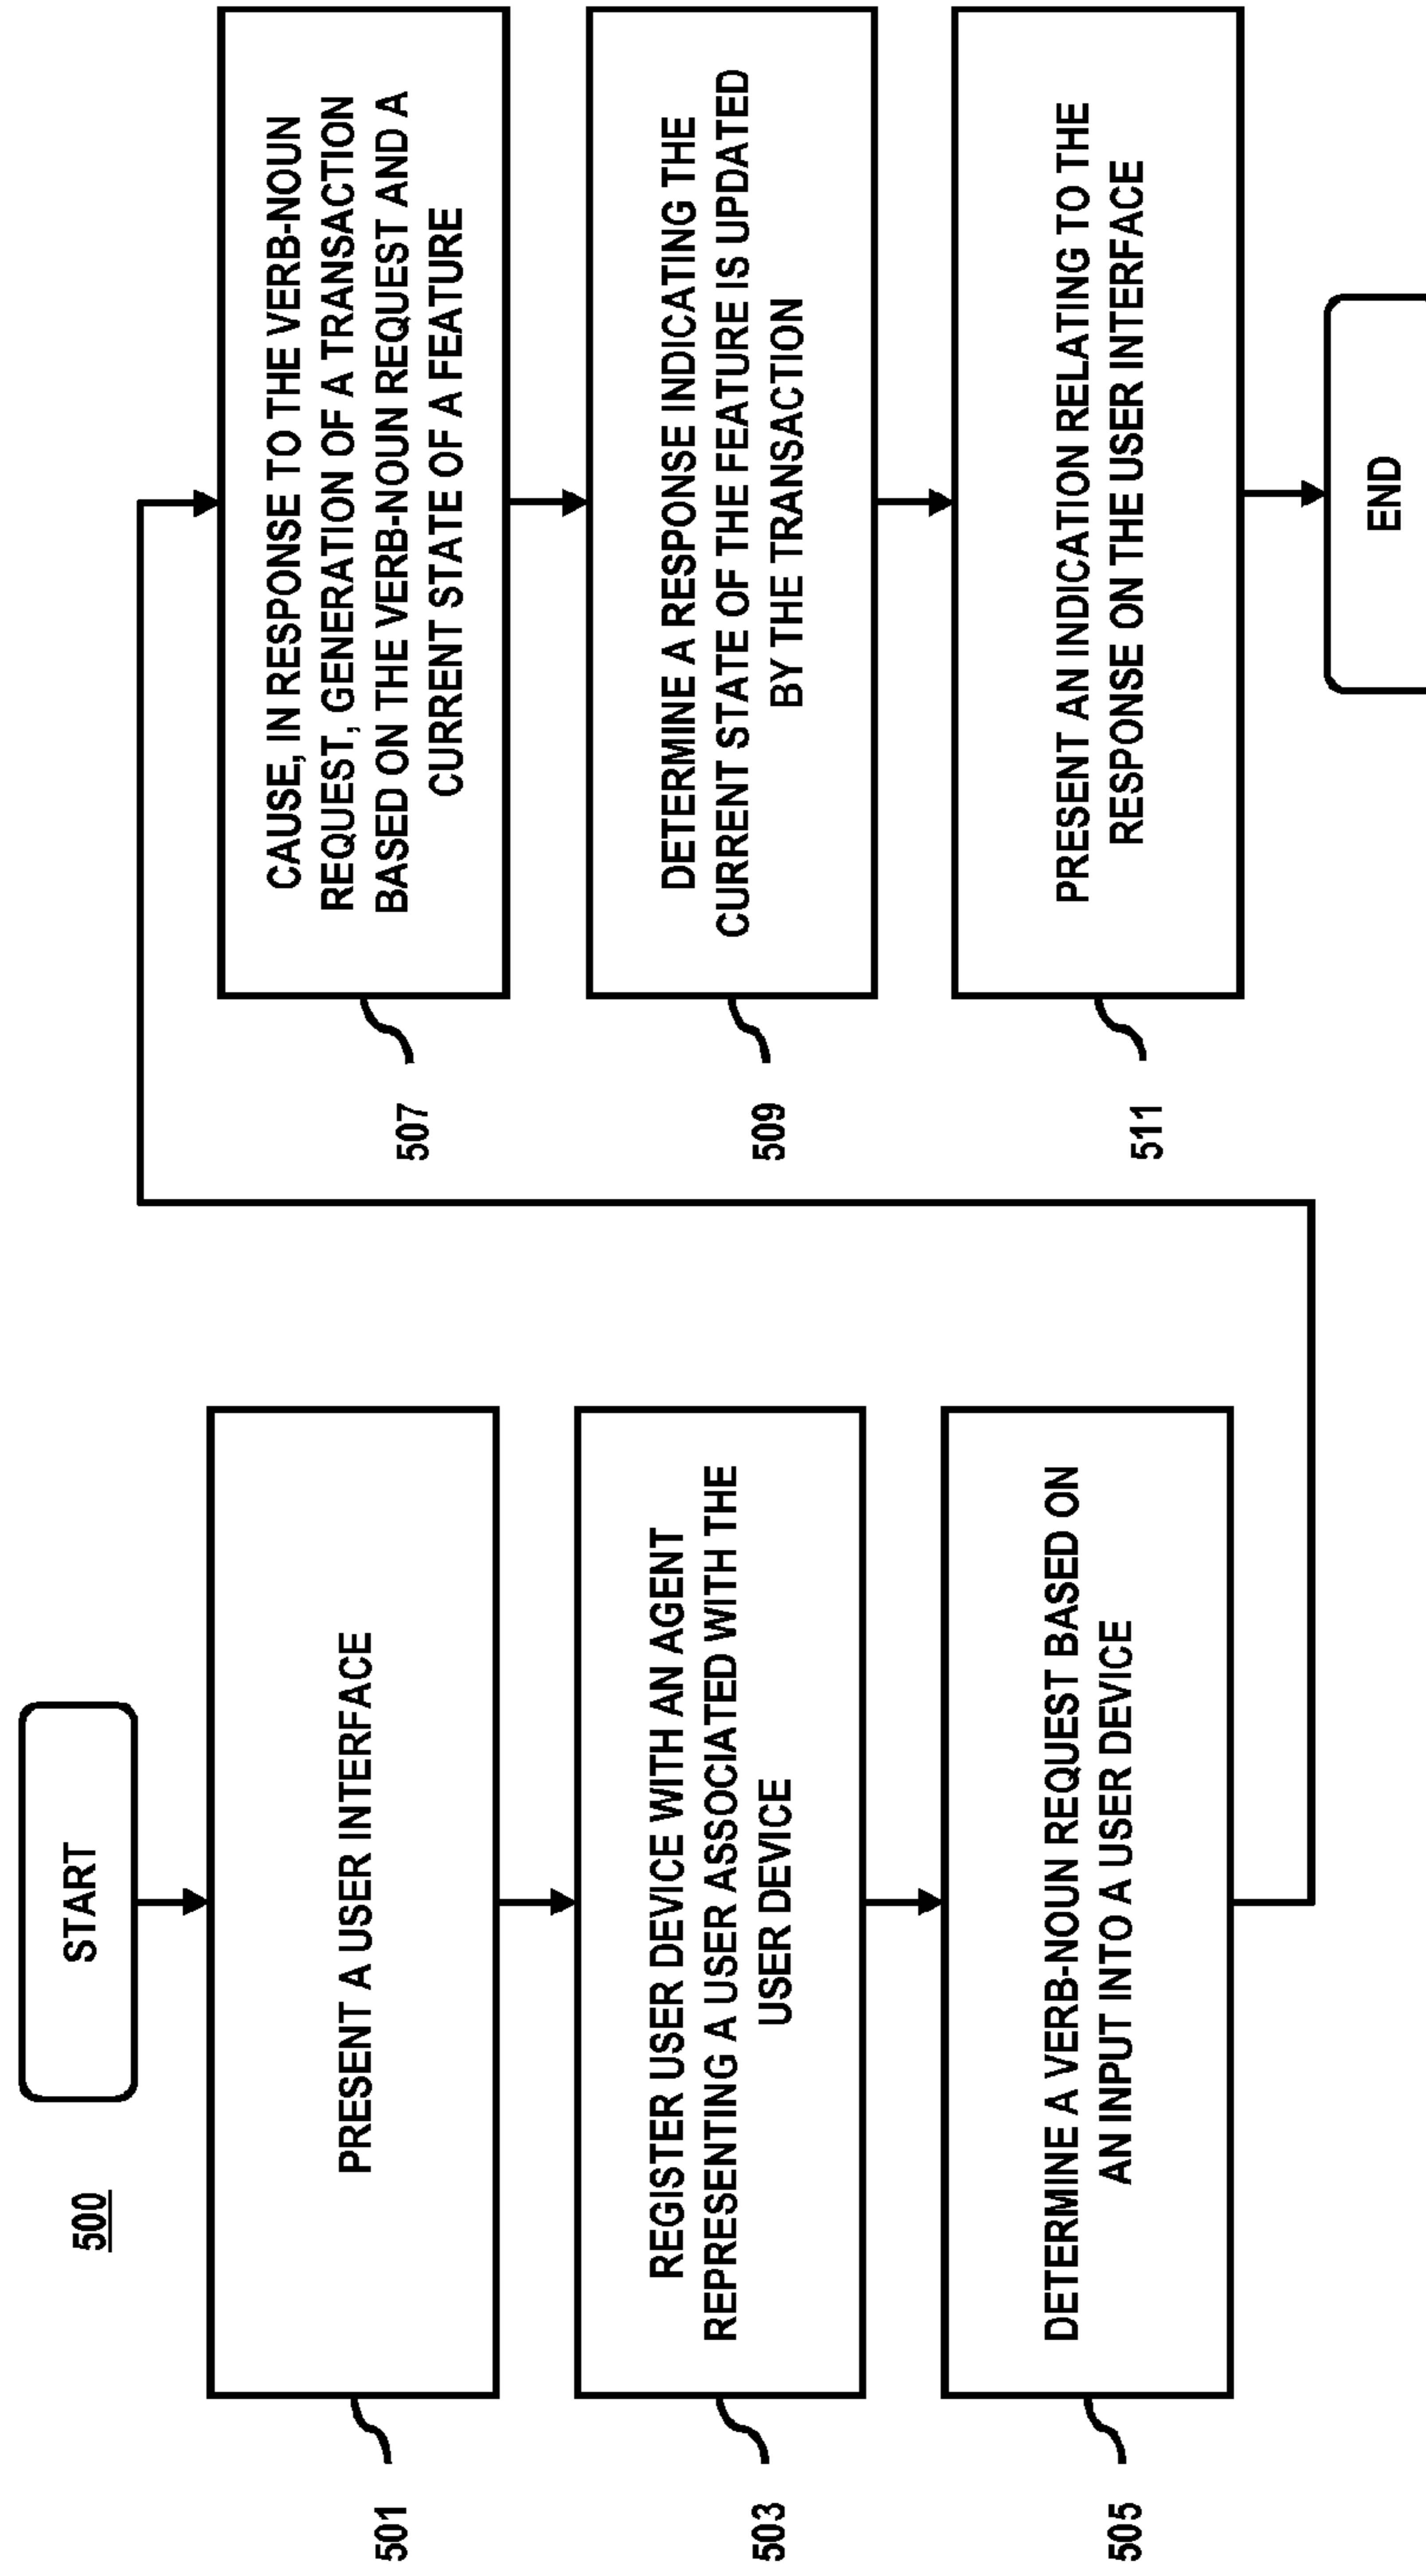 500
START
501
PRESENT A USER INTERFACE
503
REGISTER USER DEVICE WITH AN AGENT
REPRESENTING A USER ASSOCIATED WITH THE
USER DEVICE
505
DETERMINE A VERB-NOUN REQUEST BASED ON
AN INPUT INTO A USER DEVICE
507
CAUSE, IN RESPONSE TO THE VERB-NOUN
REQUEST, GENERATION OF A TRANSACTION
BASED ON THE VERB-NOUN REQUEST AND A
CURRENT STATE OF A FEATURE
509
DETERMINE A RESPONSE INDICATING THE
CURRENT STATE OF THE FEATURE IS UPDATED
BY THE TRANSACTION
511
PRESENT AN INDICATION RELATING TO THE
RESPONSE ON THE USER INTERFACE
END